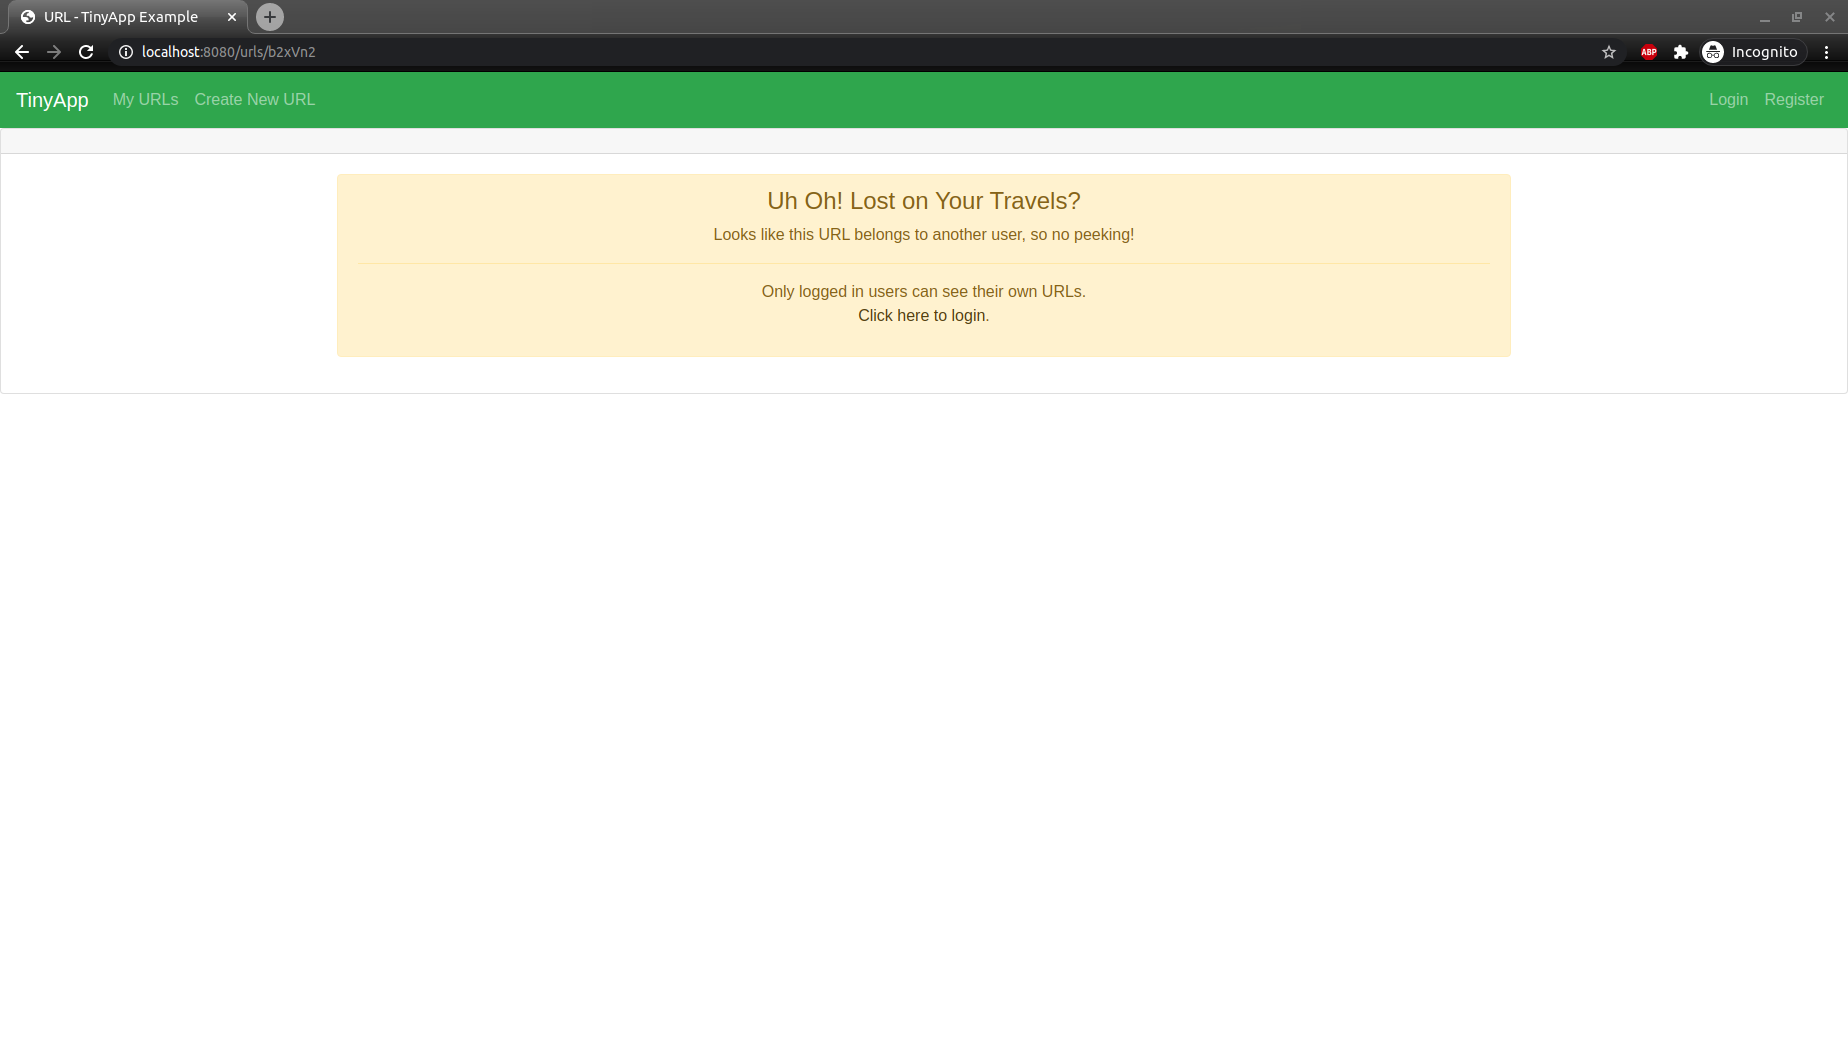 URL - TinyApp Example
localhost:8080/urls/b2xVn2
ABP
Incognito
TinyApp My URLs Create New URL Login Register
Uh Oh! Lost on Your Travels?
Looks like this URL belongs to another user, so no peeking!
Only logged in users can see their own URLs.
Click here to login.